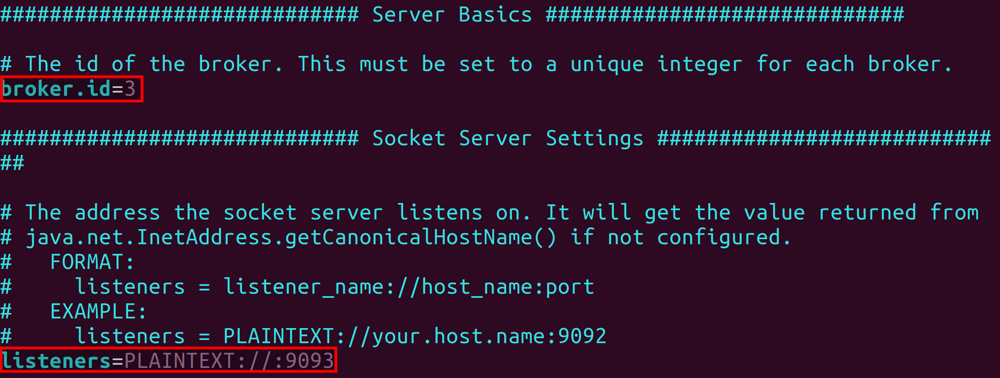 ############################# Server Basics #############################
# The id of the broker. This must be set to a unique integer for each broker.
broker.id=3
############################# Socket Server Settings ###########################
##
# The address the socket server listens on. It will get the value returned from
# java.net.InetAddress.getCanonicalHostName() if not configured.
#   FORMAT:
#     listeners = listener_name://host_name:port
#   EXAMPLE:
#     listeners = PLAINTEXT://your.host.name:9092
listeners=PLAINTEXT://:9093